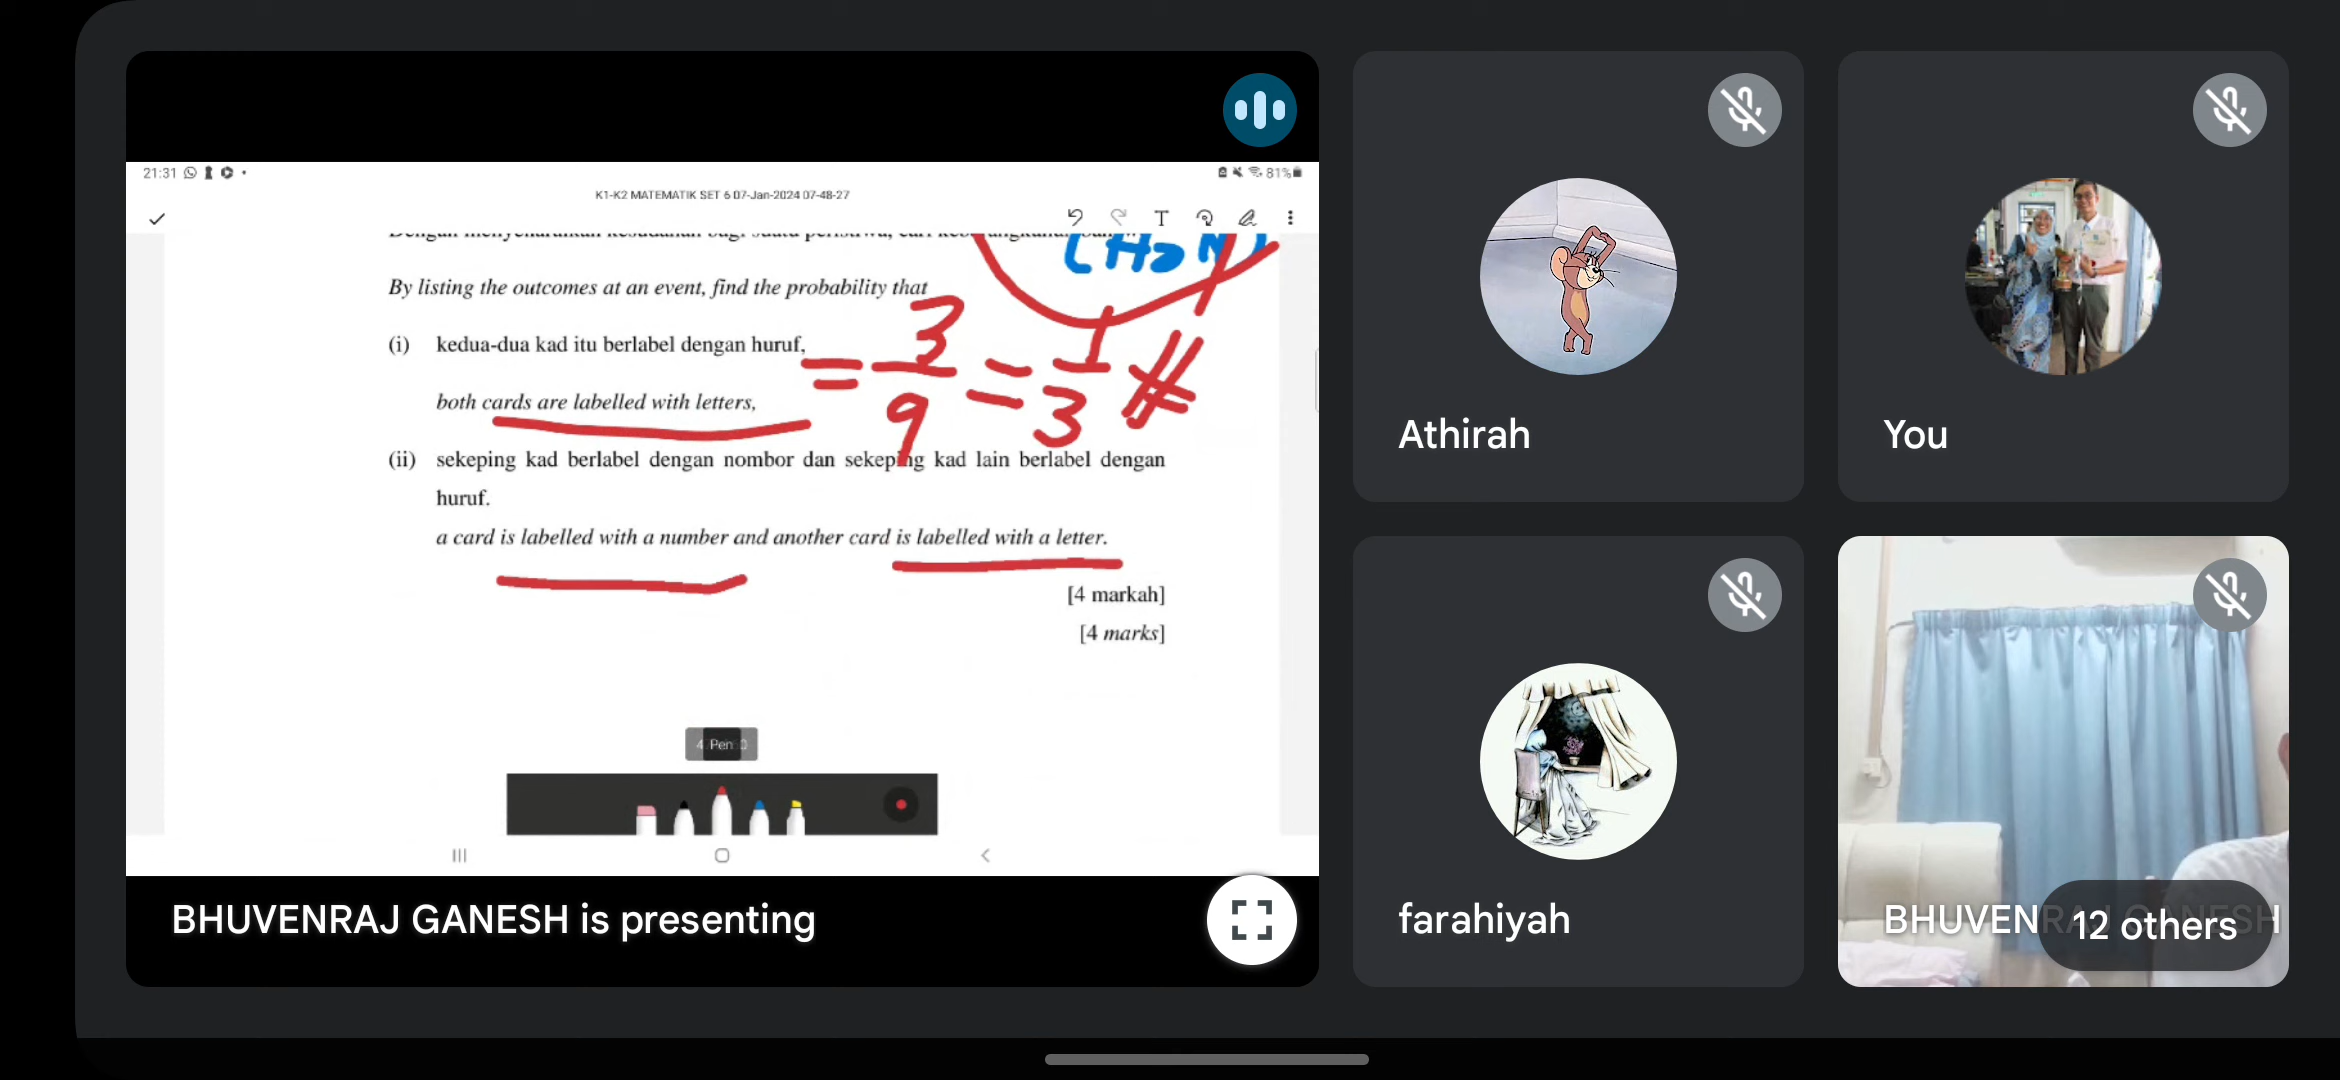 21:31
81%
K1-K2 MATEMATIK SET 6 07-Jan-2024 07-48-27
T
By listing the outcomes at an event, find the probability that
(i) kedua-dua kad itu berlabel dengan huruf,
= 3/9 = 1/3 #
both cards are labelled with letters,
(ii) sekeping kad berlabel dengan nombor dan sekeping kad lain berlabel dengan
huruf.
a card is labelled with a number and another card is labelled with a letter.
[4 markah]
[4 marks]
Pen
BHUVENRAJ GANESH is presenting
Athirah
You
farahiyah
BHUVENRAJ GANESH
12 others